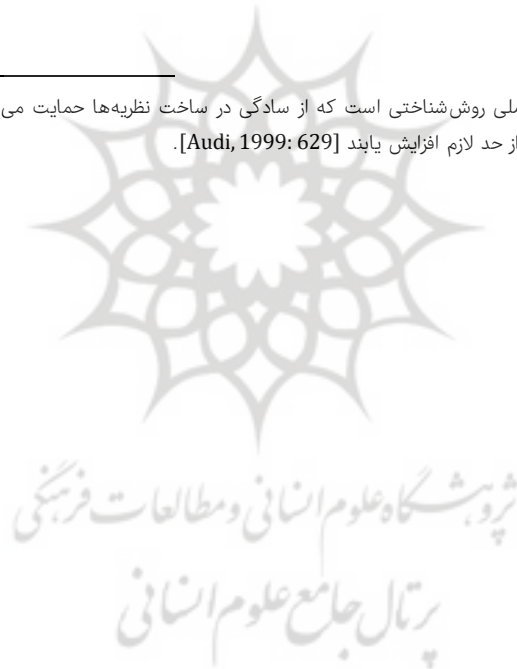 ملی روش‌شناختی است که از سادگی در ساخت نظریه‌ها حمایت می
از حد لازم افزایش یابند [Audi, 1999: 629].
پژوهشگاه علوم انسانی و مطالعات فرهنگی
پرتال جامع علوم انسانی